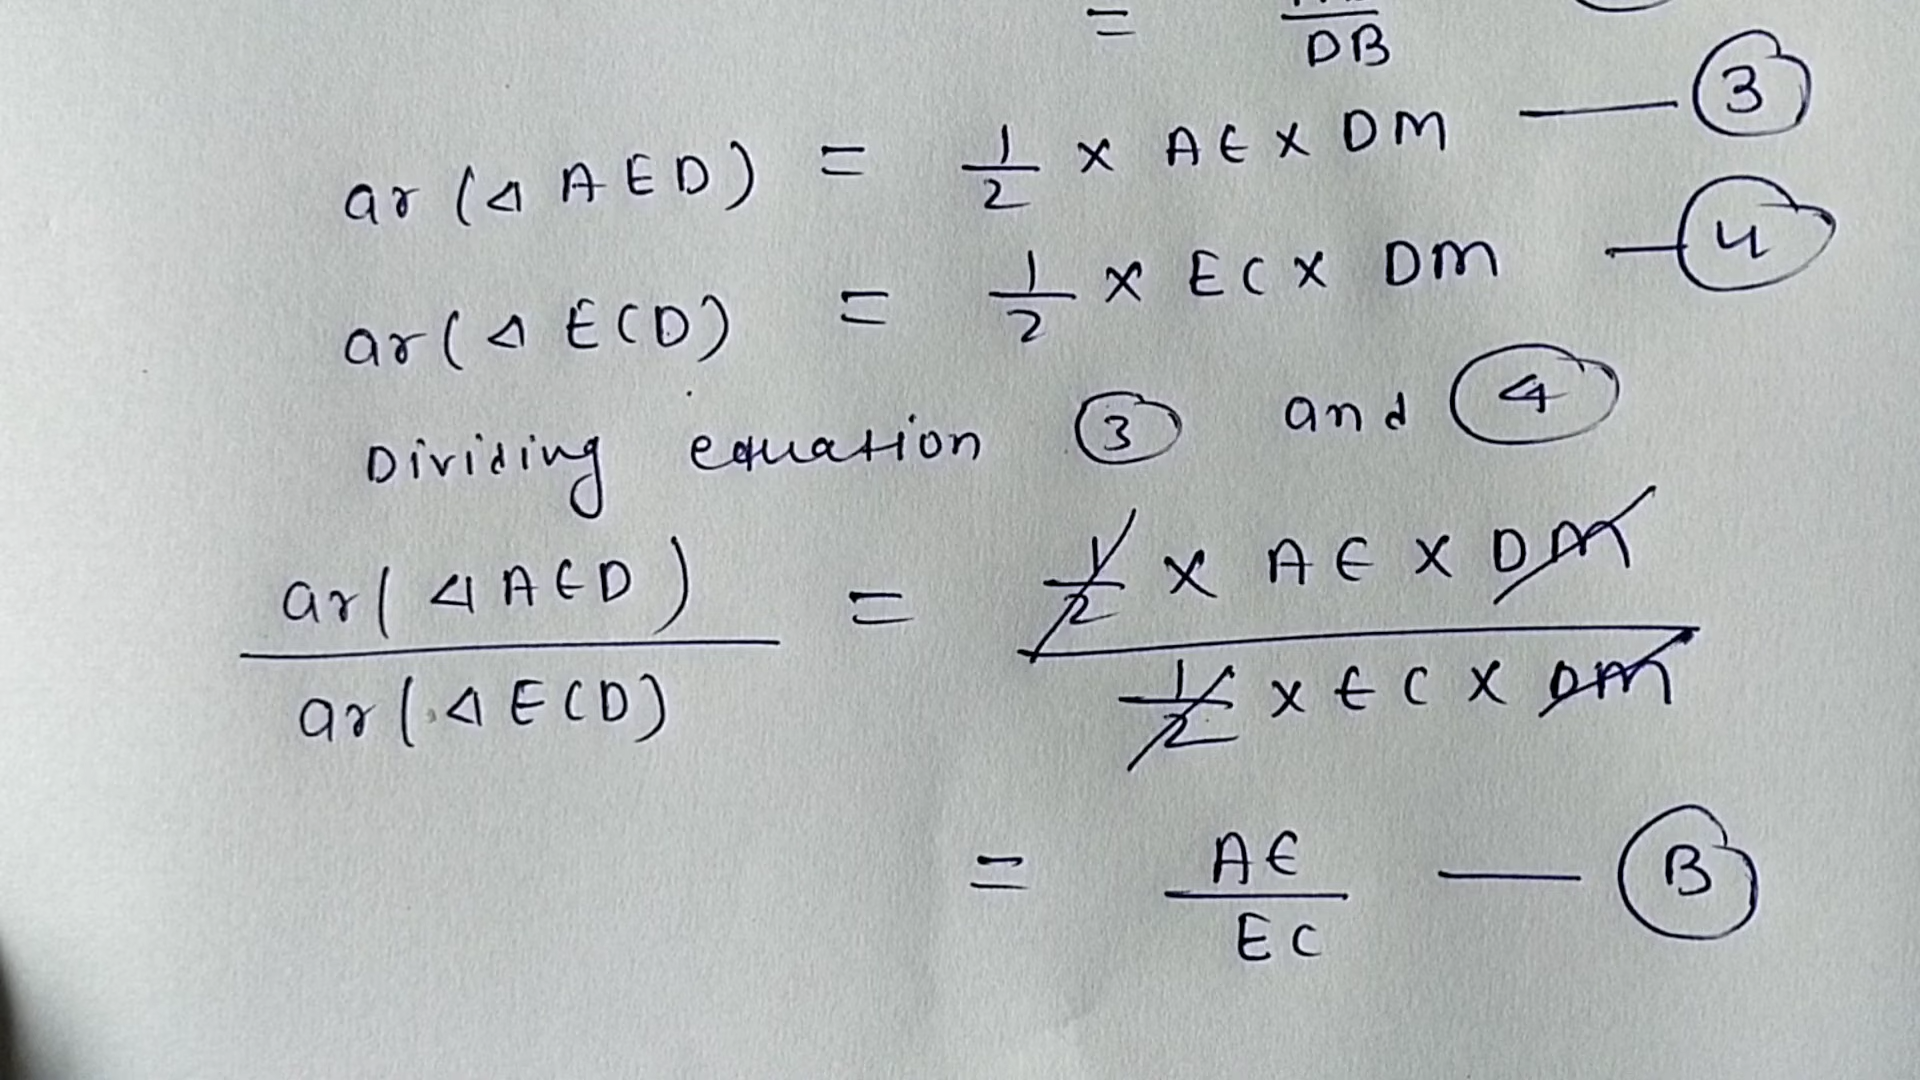 = DB
ar (△ AED) = 1/2 × AE × DM — ③
ar (△ ECD) = 1/2 × EC × DM — ④
Dividing equation ③ and ④
ar (△ AED) / ar (△ ECD) = 1/2 × AE × DM / 1/2 × EC × DM
= AE / EC — Ⓑ